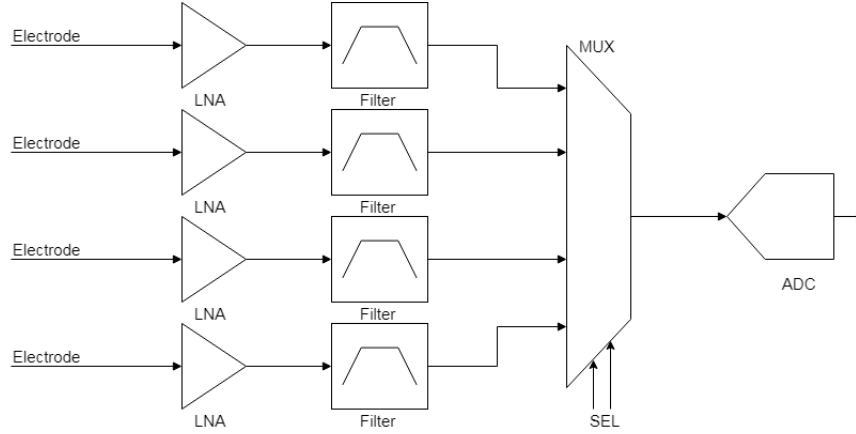 Electrode
MUX
LNA
Filter
Electrode
LNA
Filter
Electrode
LNA
Filter
ADC
Electrode
LNA
Filter
SEL